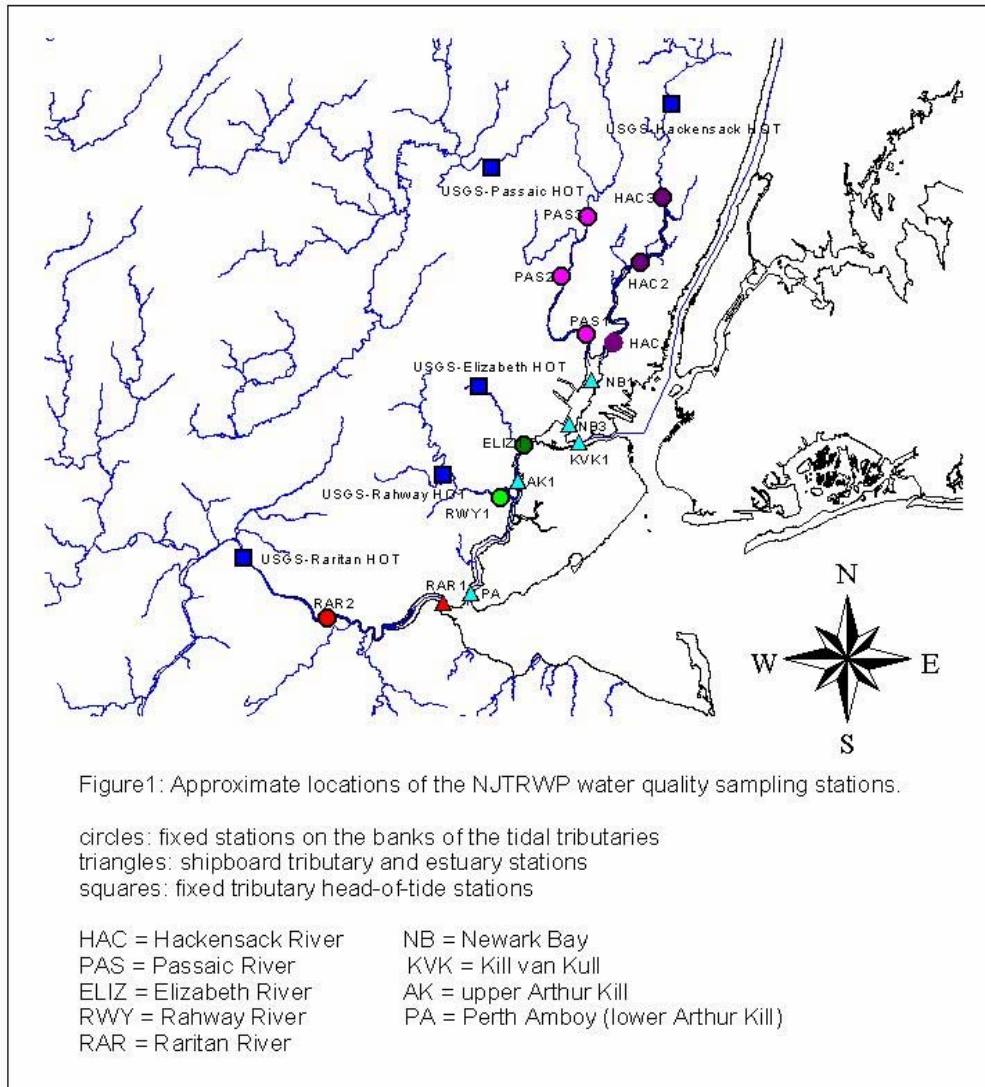 USGS-Hackensack HOT
USGS-Passaic HOT
HAC3
PAS3
HAC2
PAS2
PAS1
HAC
USGS-Elizabeth HOT
NB1
NB3
ELIZ
KVK1
AK1
USGS-Rahway HOT
RWY1
USGS-Raritan HOT
RAR1
PA
RAR2
N
W
E
S
Figure1: Approximate locations of the NJTRWP water quality sampling stations.
circles: fixed stations on the banks of the tidal tributaries
triangles: shipboard tributary and estuary stations
squares: fixed tributary head-of-tide stations
HAC = Hackensack River
PAS = Passaic River
ELIZ = Elizabeth River
RWY = Rahway River
RAR = Raritan River
NB = Newark Bay
KVK = Kill van Kull
AK = upper Arthur Kill
PA = Perth Amboy (lower Arthur Kill)